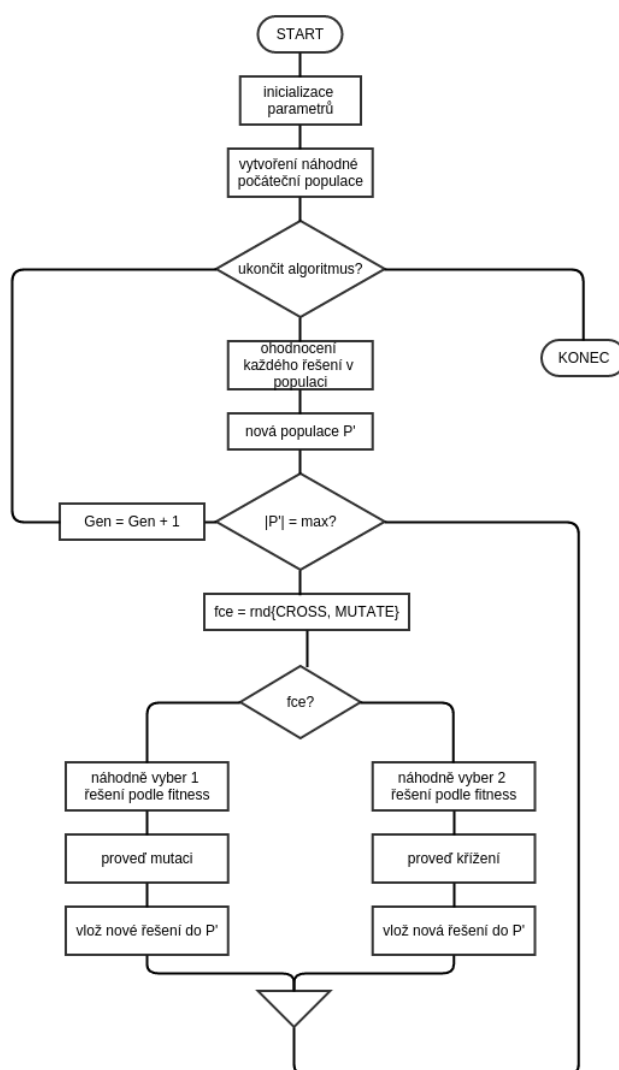 START
inicializace
parametrů
vytvoření náhodné
počáteční populace
ukončit algoritmus?
ohodnocení
každého řešení v
populaci
KONEC
nová populace P'
Gen = Gen + 1
|P'| = max?
fce = rnd{CROSS, MUTATE}
fce?
náhodně vyber 1
řešení podle fitness
náhodně vyber 2
řešení podle fitness
proveď mutaci
proveď křížení
vlož nové řešení do P'
vlož nová řešení do P'